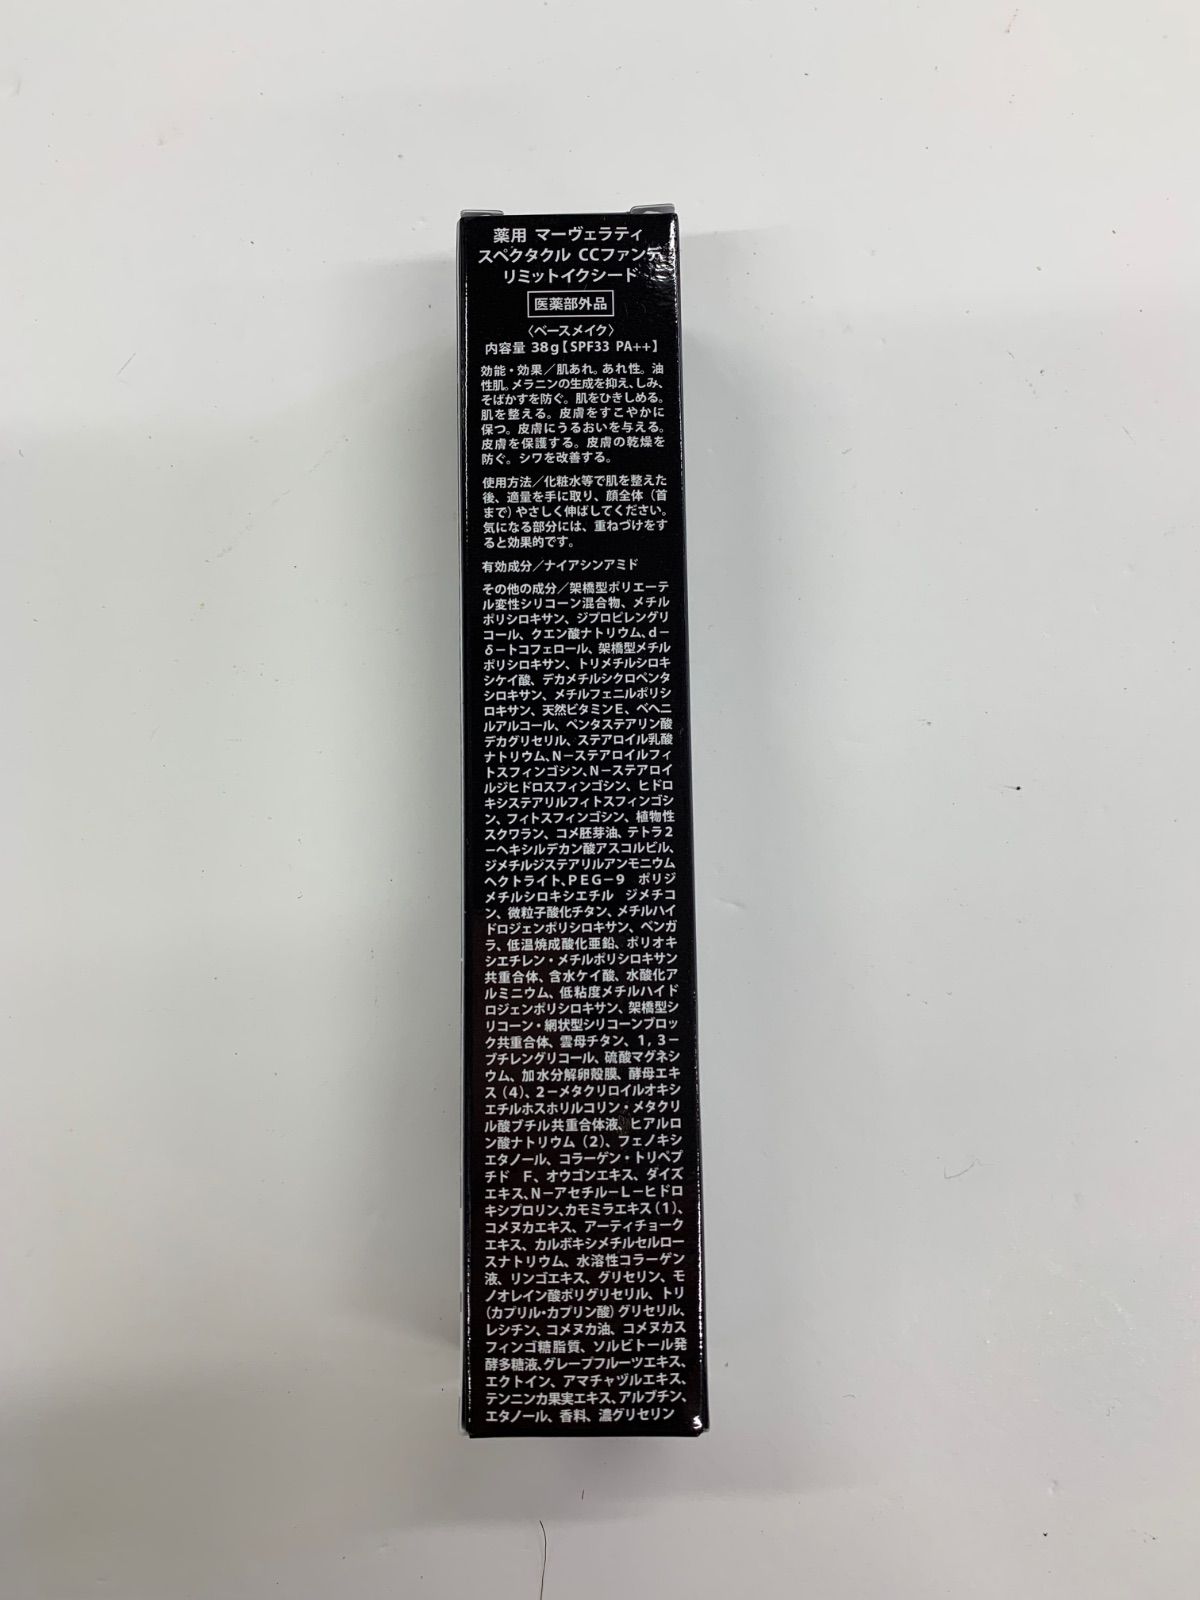 薬用 マーヴェラティ
スペクタクル CCファンデ
リミットイクシード
医薬部外品
〈ベースメイク〉
内容量 38g【SPF33 PA++】
効能・効果／肌あれ。あれ性。油
性肌。メラニンの生成を抑え、しみ、
そばかすを防ぐ。肌をひきしめる。
肌を整える。皮膚をすこやかに
保つ。皮膚にうるおいを与える。
皮膚を保護する。皮膚の乾燥を
防ぐ。シワを改善する。
使用方法／化粧水等で肌を整えた
後、適量を手に取り、顔全体（首
まで）やさしく伸ばしてください。
気になる部分には、重ねづけをす
ると効果的です。
有効成分／ナイアシンアミド
その他の成分／架橋型ポリエーテ
ル変性シリコーン混合物、メチル
ポリシロキサン、ジプロピレングリ
コール、クエン酸ナトリウム、d－
δ－トコフェロール、架橋型メチル
ポリシロキサン、トリメチルシロキ
シケイ酸、デカメチルシクロペンタ
シロキサン、メチルフェニルポリシ
ロキサン、天然ビタミンE、ベヘニ
ルアルコール、ペンタステアリン酸
デカグリセリル、ステアロイル乳酸
ナトリウム、N－ステアロイルフィ
トスフィンゴシン、N－ステアロイ
ルジヒドロスフィンゴシン、ヒドロ
キシステアリルフィトスフィンゴシ
ン、フィトスフィンゴシン、植物性
スクワラン、コメ胚芽油、テトラ2
－ヘキシルデカン酸アスコルビル、
ジメチルジステアリルアンモニウム
ヘクトライト、PEG－9 ポリジ
メチルシロキシエチル ジメチコ
ン、微粒子酸化チタン、メチルハイ
ドロジェンポリシロキサン、ベンガ
ラ、低温焼成酸化亜鉛、ポリオキ
シエチレン・メチルポリシロキサン
共重合体、含水ケイ酸、水酸化ア
ルミニウム、低粘度メチルハイド
ロジェンポリシロキサン、架橋型シ
リコーン・網状型シリコーンブロッ
ク共重合体、雲母チタン、1，3－
ブチレングリコール、硫酸マグネシ
ウム、加水分解卵殻膜、酵母エキ
ス（4）、2－メタクリロイルオキシ
エチルホスホリルコリン・メタクリ
ル酸ブチル共重合体液、ヒアルロ
ン酸ナトリウム（2）、フェノキシ
エタノール、コラーゲン・トリペプ
チド F、オウゴンエキス、ダイズ
エキス、N－アセチル－L－ヒドロ
キシプロリン、カモミラエキス（1）、
コメヌカエキス、アーティチョーク
エキス、カルボキシメチルセルロー
スナトリウム、水溶性コラーゲン
液、リンゴエキス、グリセリン、モ
ノオレイン酸ポリグリセリル、トリ
（カプリル・カプリン酸）グリセリル、
レシチン、コメヌカ油、コメヌカス
フィンゴ糖脂質、ソルビトール発
酵多糖液、グレープフルーツエキス、
エクトイン、アマチャヅルエキス、
テンニンカ果実エキス、アルブチン、
エタノール、香料、濃グリセリン